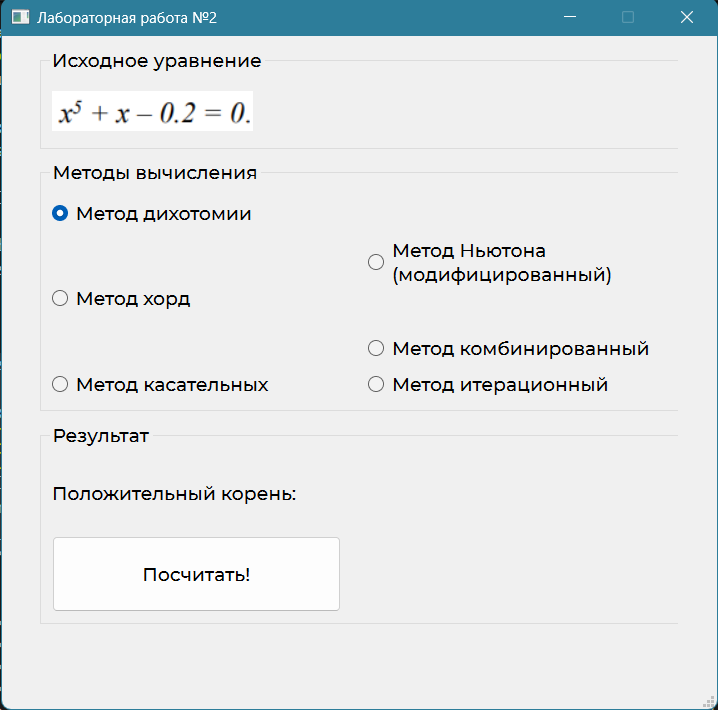 Лабораторная работа №2
Исходное уравнение
x⁵ + x – 0.2 = 0.
Методы вычисления
Метод дихотомии
Метод Ньютона
(модифицированный)
Метод хорд
Метод комбинированный
Метод касательных
Метод итерационный
Результат
Положительный корень:
Посчитать!